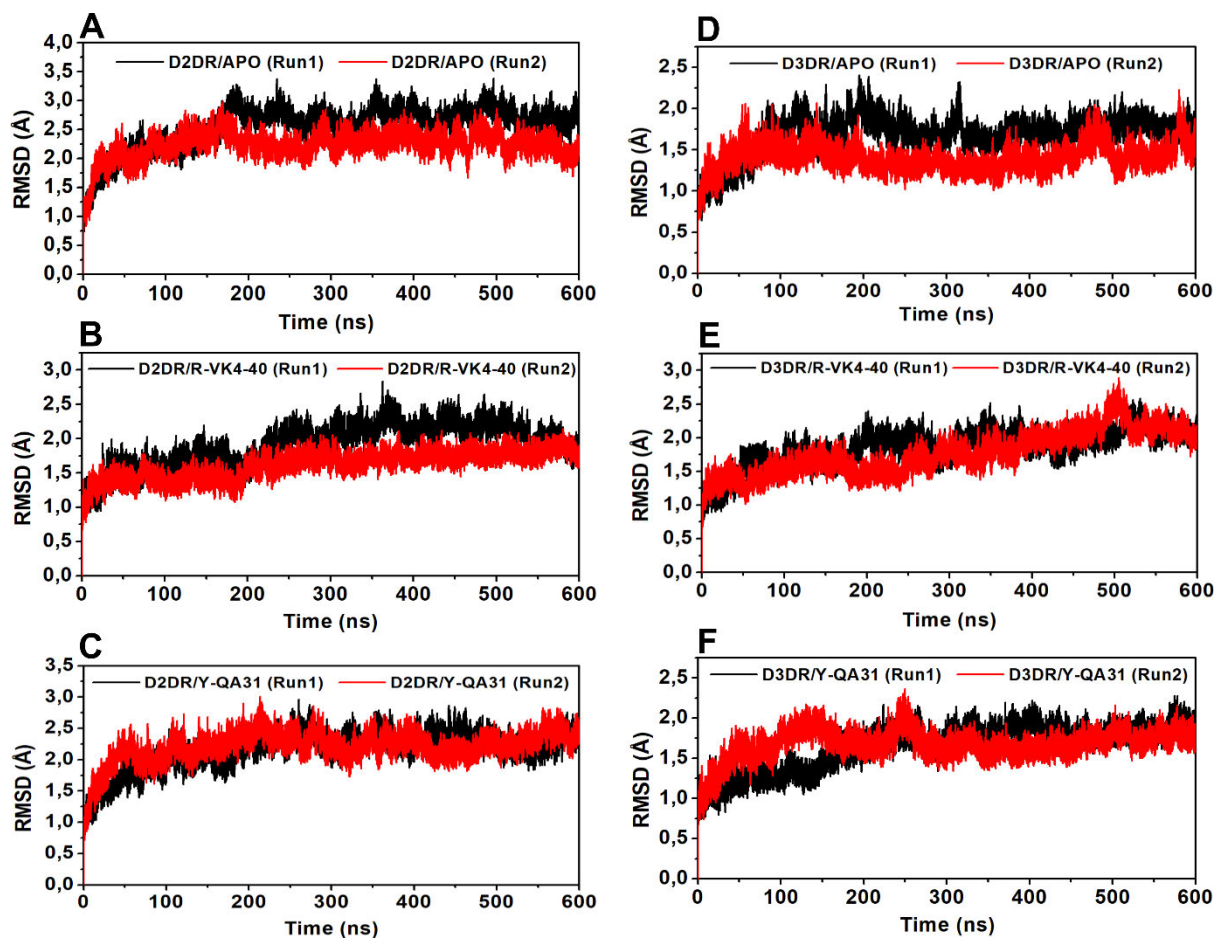 A
D2DR/APO (Run1) D2DR/APO (Run2)
RMSD (Å)
4,0
3,5
3,0
2,5
2,0
1,5
1,0
0,5
0,0
0 100 200 300 400 500 600
Time (ns)
B
D2DR/R-VK4-40 (Run1) D2DR/R-VK4-40 (Run2)
RMSD (Å)
3,0
2,5
2,0
1,5
1,0
0,5
0,0
0 100 200 300 400 500 600
Time (ns)
C
D2DR/Y-QA31 (Run1) D2DR/Y-QA31 (Run2)
RMSD (Å)
3,5
3,0
2,5
2,0
1,5
1,0
0,5
0,0
0 100 200 300 400 500 600
Time (ns)
D
D3DR/APO (Run1) D3DR/APO (Run2)
RMSD (Å)
2,5
2,0
1,5
1,0
0,5
0,0
0 100 200 300 400 500 600
Time (ns)
E
D3DR/R-VK4-40 (Run1) D3DR/R-VK4-40 (Run2)
RMSD (Å)
3,0
2,5
2,0
1,5
1,0
0,5
0,0
0 100 200 300 400 500 600
Time (ns)
F
D3DR/Y-QA31 (Run1) D3DR/Y-QA31 (Run2)
RMSD (Å)
2,5
2,0
1,5
1,0
0,5
0,0
0 100 200 300 400 500 600
Time (ns)